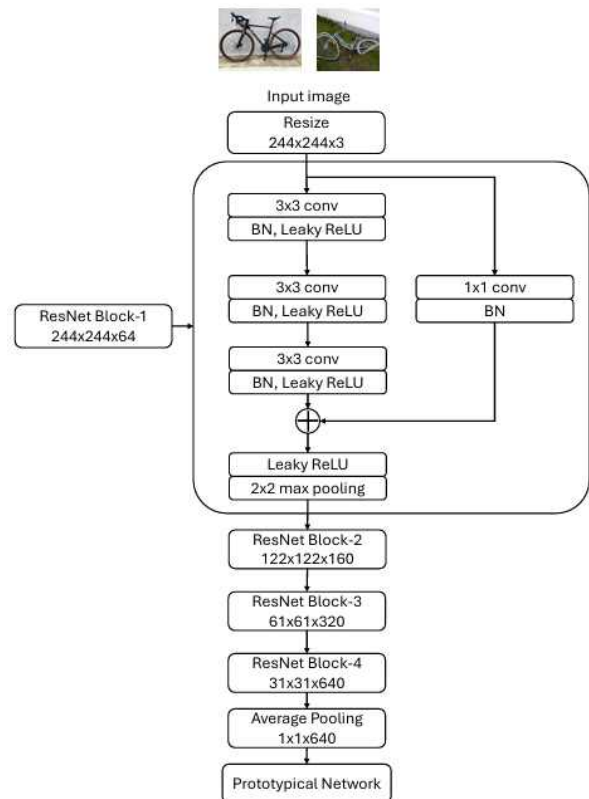 Input image
Resize
244x244x3
3x3 conv
BN, Leaky ReLU
3x3 conv
BN, Leaky ReLU
1x1 conv
BN
ResNet Block-1
244x244x64
3x3 conv
BN, Leaky ReLU
Leaky ReLU
2x2 max pooling
ResNet Block-2
122x122x160
ResNet Block-3
61x61x320
ResNet Block-4
31x31x640
Average Pooling
1x1x640
Prototypical Network